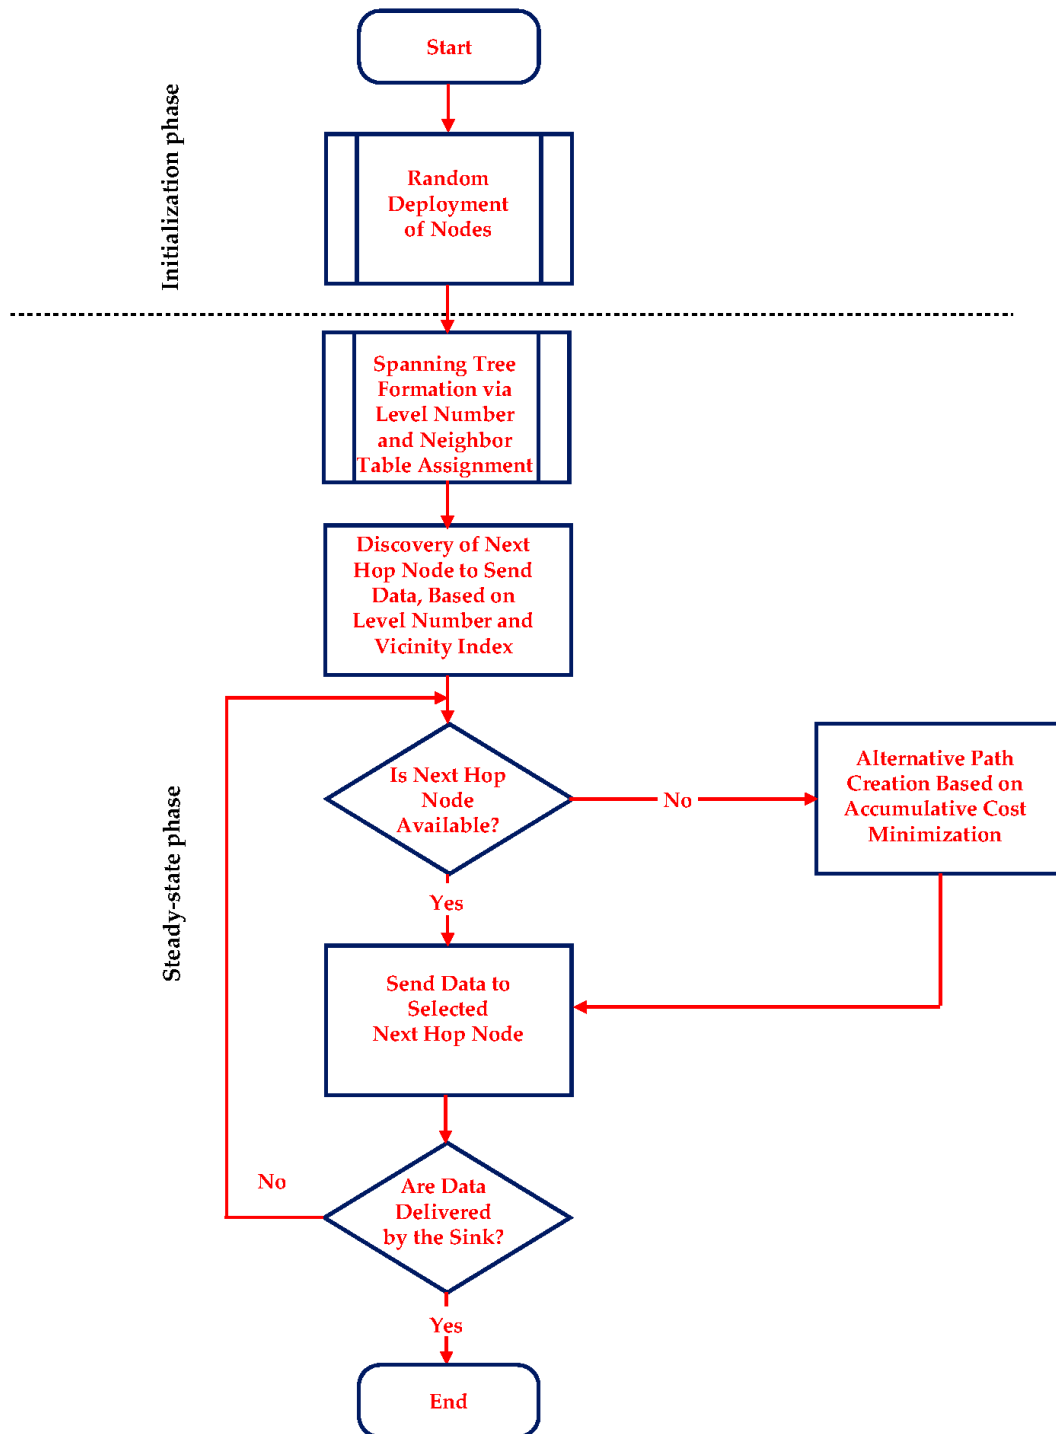 Initialization phase
Start
Random
Deployment
of Nodes
Spanning Tree
Formation via
Level Number
and Neighbor
Table Assignment
Discovery of Next
Hop Node to Send
Data, Based on
Level Number and
Vicinity Index
Steady-state phase
Is Next Hop
Node
Available?
No
Alternative Path
Creation Based on
Accumulative Cost
Minimization
Yes
Send Data to
Selected
Next Hop Node
No
Are Data
Delivered
by the Sink?
Yes
End